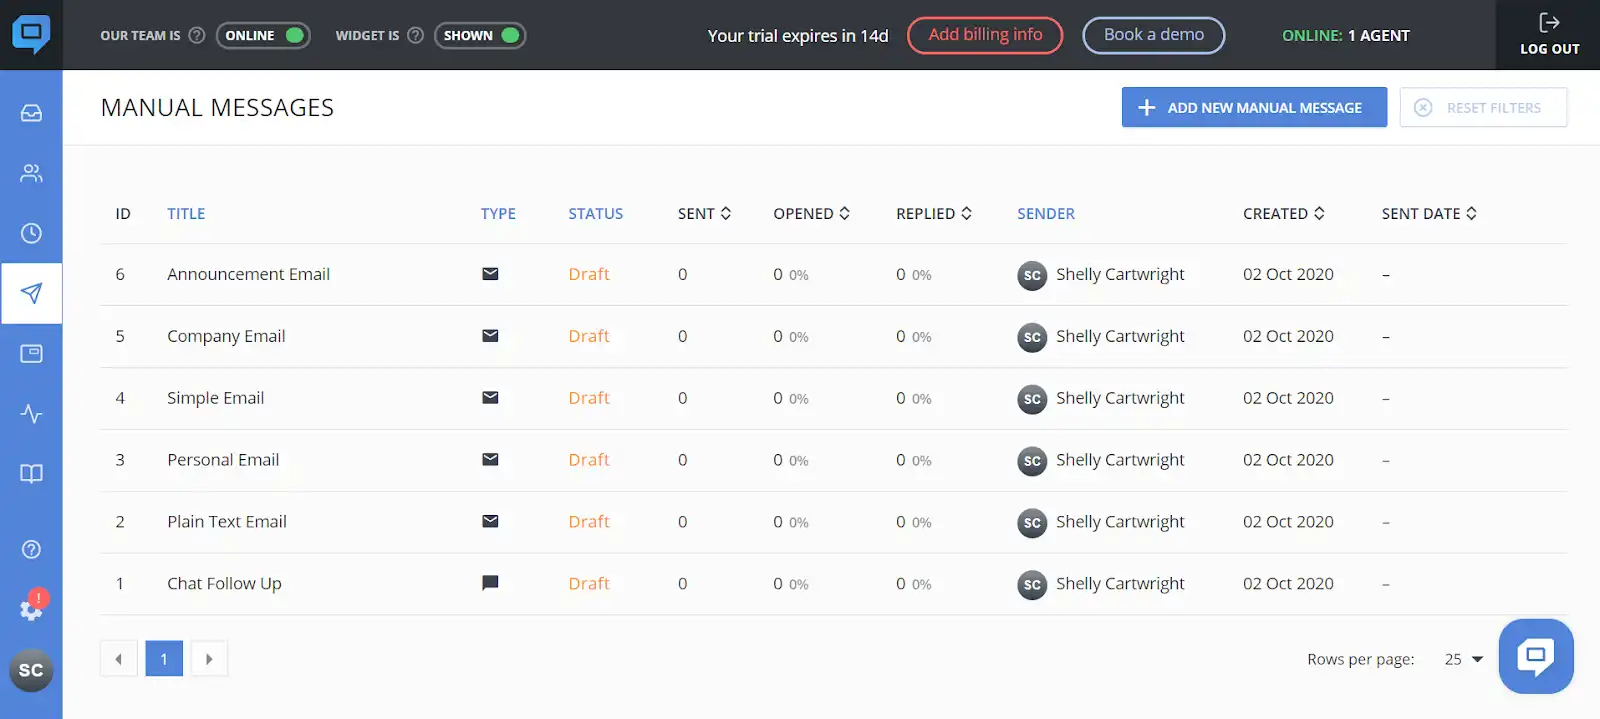 OUR TEAM IS ? ONLINE WIDGET IS ? SHOWN Your trial expires in 14d Add billing info Book a demo ONLINE: 1 AGENT LOG OUT
MANUAL MESSAGES ADD NEW MANUAL MESSAGE RESET FILTERS
ID TITLE TYPE STATUS SENT OPENED REPLIED SENDER CREATED SENT DATE
6 Announcement Email Draft 0 0 0% 0 0% SC Shelly Cartwright 02 Oct 2020 –
5 Company Email Draft 0 0 0% 0 0% SC Shelly Cartwright 02 Oct 2020 –
4 Simple Email Draft 0 0 0% 0 0% SC Shelly Cartwright 02 Oct 2020 –
3 Personal Email Draft 0 0 0% 0 0% SC Shelly Cartwright 02 Oct 2020 –
2 Plain Text Email Draft 0 0 0% 0 0% SC Shelly Cartwright 02 Oct 2020 –
1 Chat Follow Up Draft 0 0 0% 0 0% SC Shelly Cartwright 02 Oct 2020 –
1 Rows per page: 25
?
!
SC